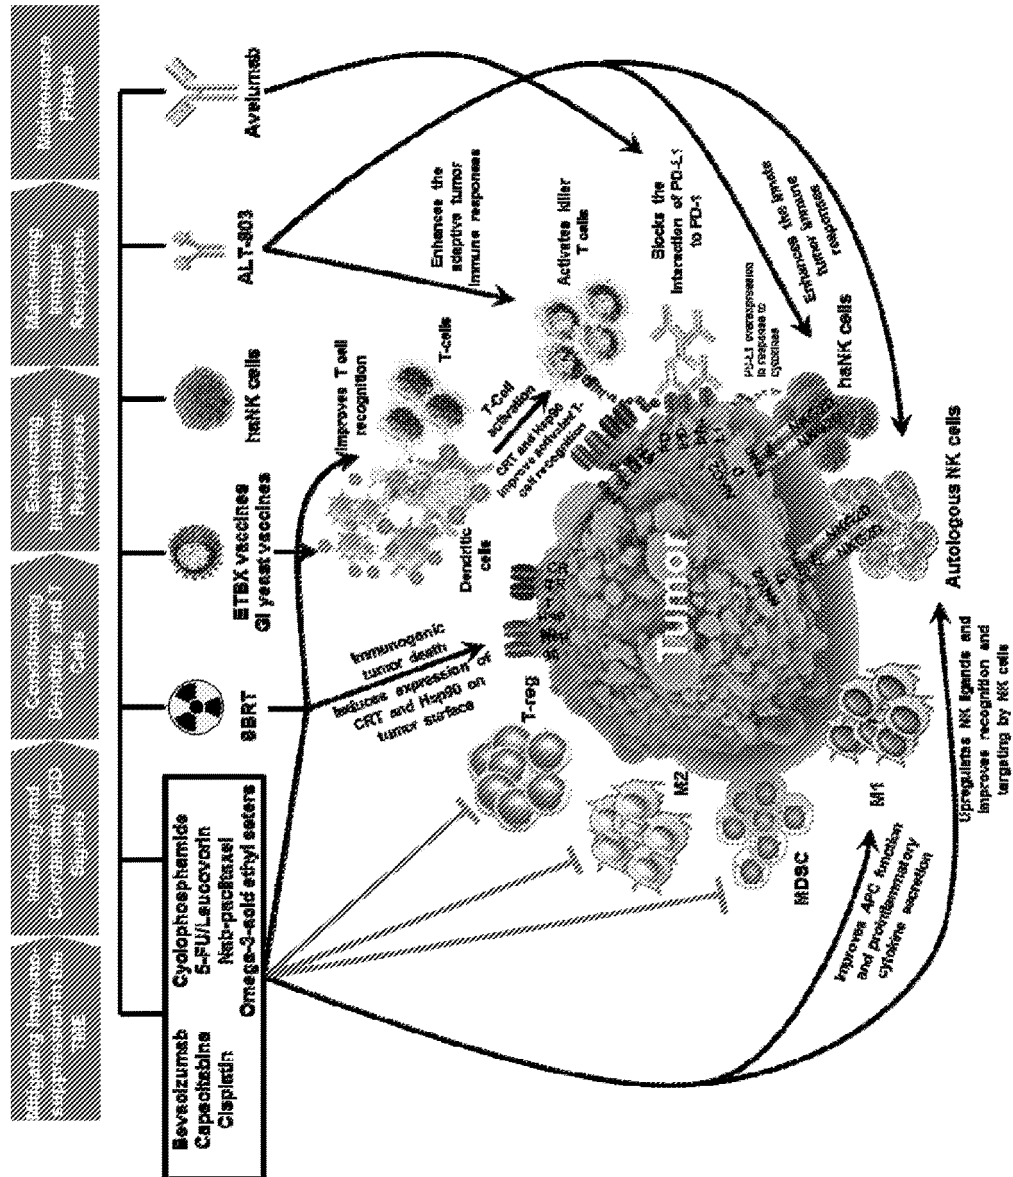 Mitigating Immuno-
suppression in the
TME
Inducing and
Coordinating ICD
Signals
Conditioning
Dendritic and T
Cells
Enhancing
Innate Immune
Responses
Maintaining
Immune
Responses
Maintenance
Phase
Bevacizumab
Capecitabine
Cisplatin
Cyclophosphamide
5-FU/Leucovorin
Nab-paclitaxel
Omega-3-acid ethyl esters
SBRT
ETBX vaccines
GI yeast vaccines
haNK cells
ALT-803
Avelumab
Improves T cell
recognition
T-cells
Enhances the
adaptive tumor
immune responses
Dendritic
cells
T-Cell
activation
CRT and Hsp90
improve activated T-
cell recognition
Activates killer
T cells
Blocks the
interaction of PD-L1
to PD-1
Immunogenic
tumor death
Induces expression of
CRT and Hsp90 on
tumor surface
PD-L1 overexpression
in response to
cytokines
Enhances the innate
tumor immune
responses
T-reg
Tumor
NKG2D
NKG2D
haNK cells
M2
NKG2D
NKG2D
MDSC
M1
Autologous NK cells
Improves APC function
and proinflammatory
cytokine secretion
Upregulates NK ligands and
improves recognition and
targeting by NK cells